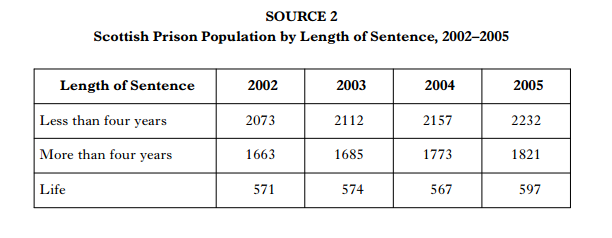 SOURCE 2
Scottish Prison Population by Length of Sentence, 2002–2005
Length of Sentence 2002 2003 2004 2005
Less than four years 2073 2112 2157 2232
More than four years 1663 1685 1773 1821
Life 571 574 567 597